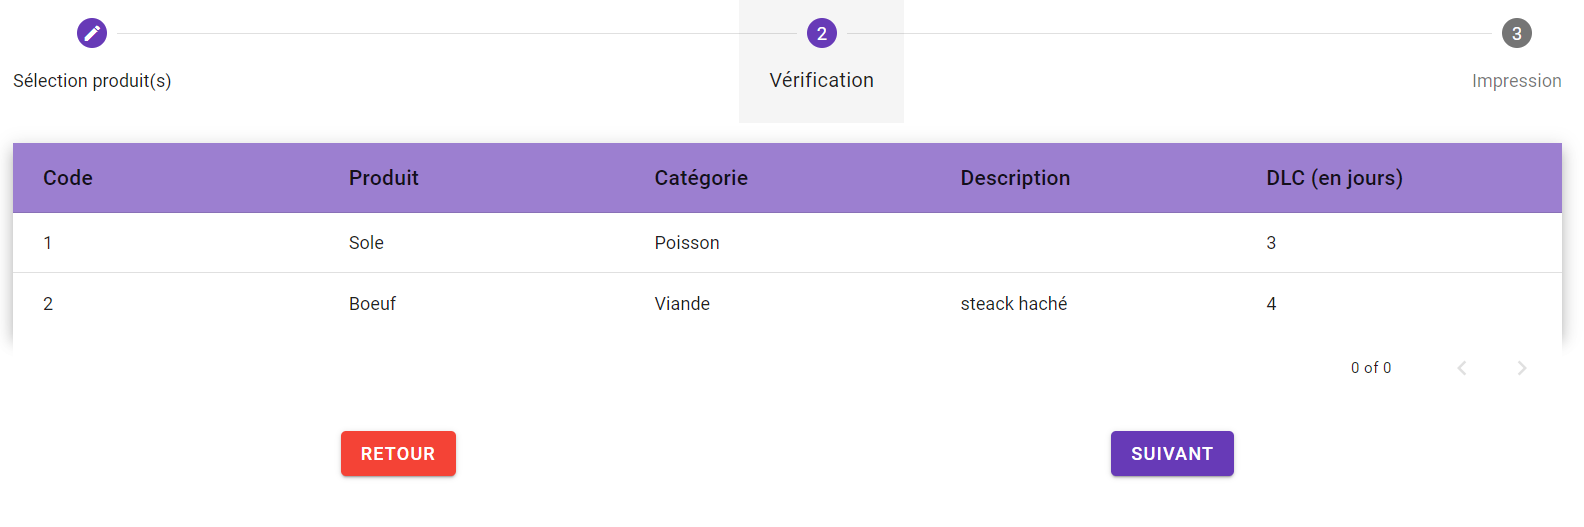 2
3
Sélection produit(s)
Vérification
Impression
Code Produit Catégorie Description DLC (en jours)
1 Sole Poisson 3
2 Boeuf Viande steack haché 4
0 of 0
RETOUR SUIVANT